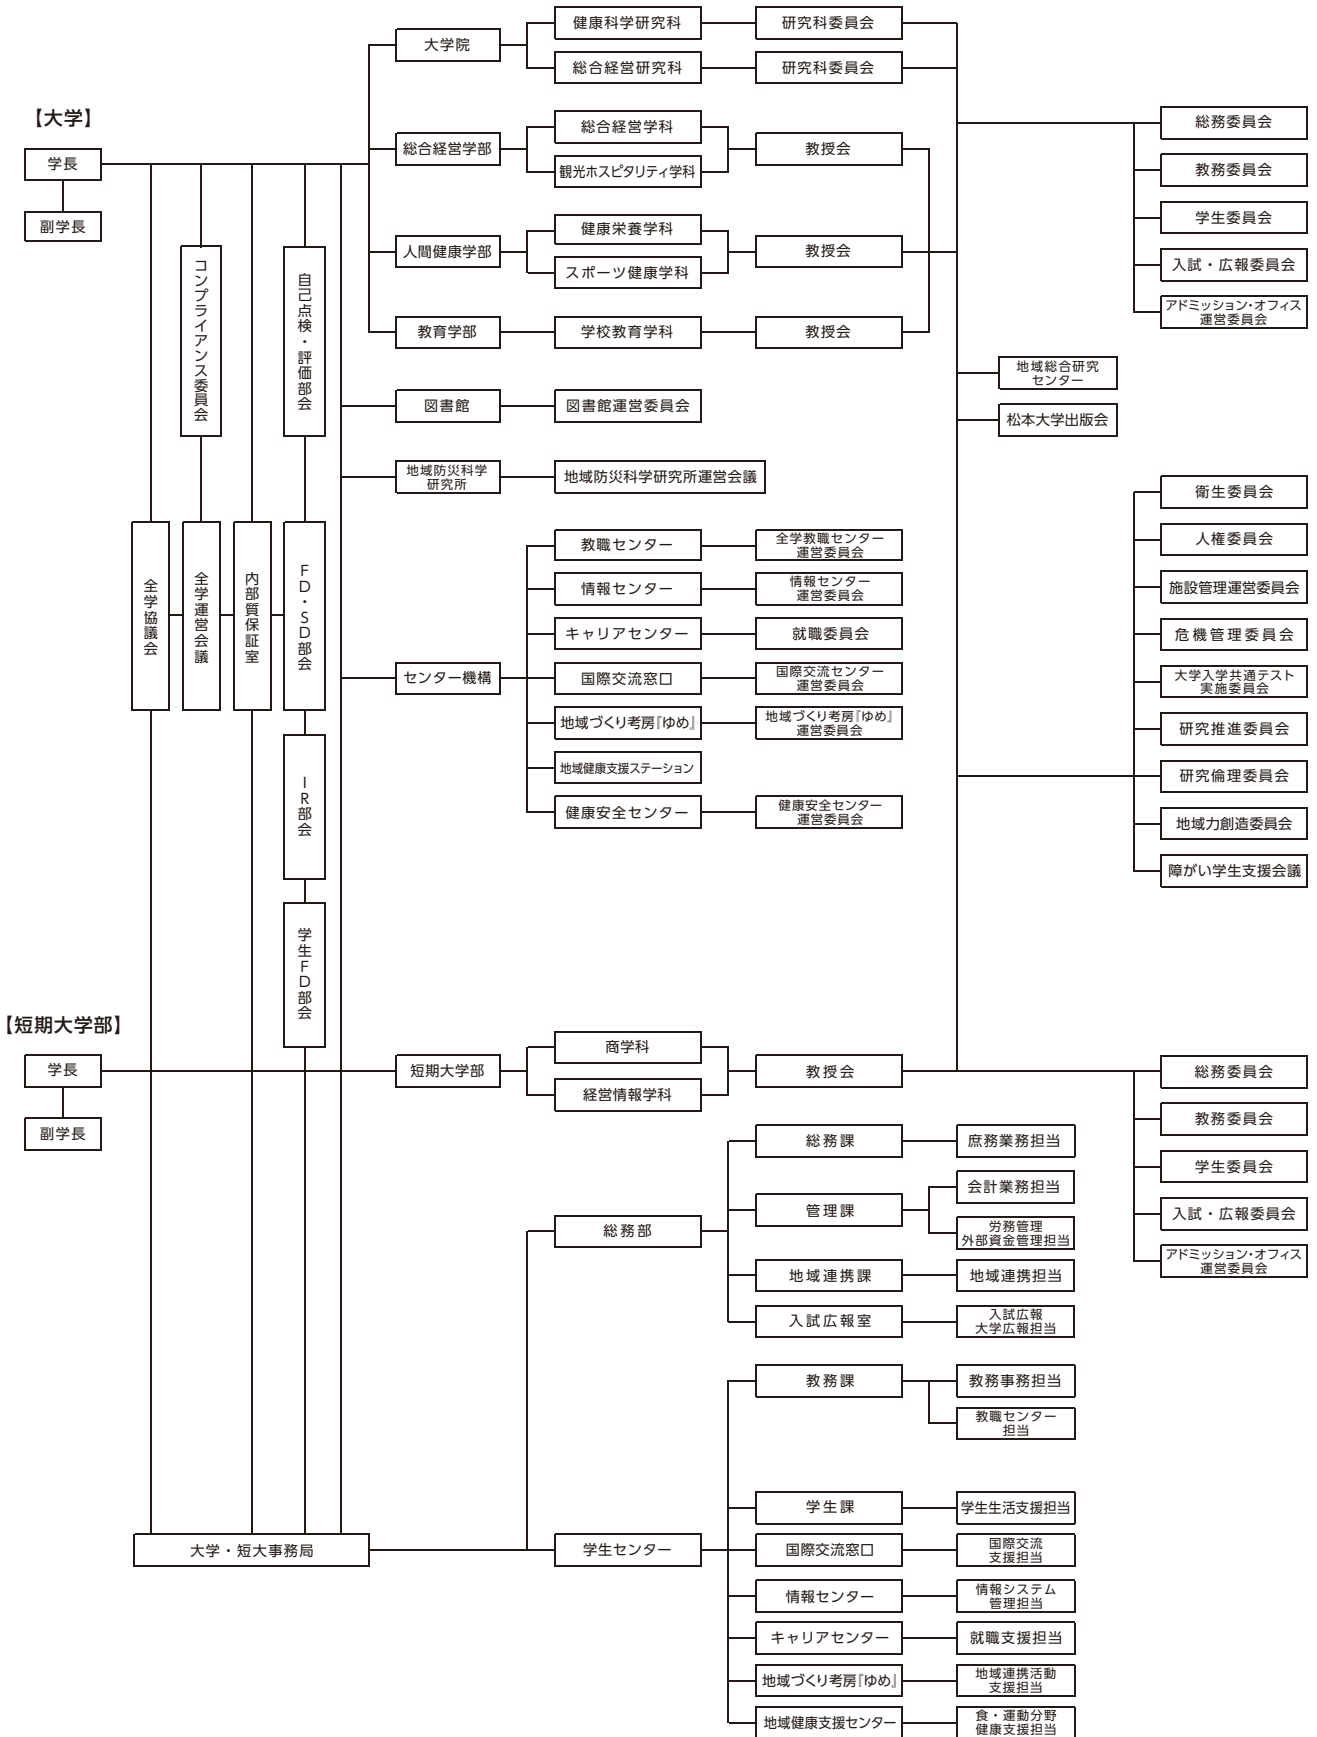 【大学】
学長
副学長
コンプライアンス委員会
自己点検・評価部会
全学協議会
全学運営会議
内部質保証室
FD・SD部会
IR部会
学生FD部会
大学院
健康科学研究科
研究科委員会
総合経営研究科
研究科委員会
総合経営学部
総合経営学科
観光ホスピタリティ学科
教授会
人間健康学部
健康栄養学科
スポーツ健康学科
教授会
教育学部
学校教育学科
教授会
図書館
図書館運営委員会
地域防災科学
研究所
地域防災科学研究所運営会議
センター機構
教職センター
全学教職センター
運営委員会
情報センター
情報センター
運営委員会
キャリアセンター
就職委員会
国際交流窓口
国際交流センター
運営委員会
地域づくり考房『ゆめ』
地域づくり考房『ゆめ』
運営委員会
地域健康支援ステーション
健康安全センター
健康安全センター
運営委員会
総務委員会
教務委員会
学生委員会
入試・広報委員会
アドミッション・オフィス
運営委員会
地域総合研究
センター
松本大学出版会
衛生委員会
人権委員会
施設管理運営委員会
危機管理委員会
大学入学共通テスト
実施委員会
研究推進委員会
研究倫理委員会
地域力創造委員会
障がい学生支援会議
【短期大学部】
学長
副学長
短期大学部
商学科
経営情報学科
教授会
総務委員会
教務委員会
学生委員会
入試・広報委員会
アドミッション・オフィス
運営委員会
大学・短大事務局
総務部
総務課
庶務業務担当
管理課
会計業務担当
労務管理
外部資金管理担当
地域連携課
地域連携担当
入試広報室
入試広報
大学広報担当
学生センター
教務課
教務事務担当
教職センター
担当
学生課
学生生活支援担当
国際交流窓口
国際交流
支援担当
情報センター
情報システム
管理担当
キャリアセンター
就職支援担当
地域づくり考房『ゆめ』
地域連携活動
支援担当
地域健康支援センター
食・運動分野
健康支援担当